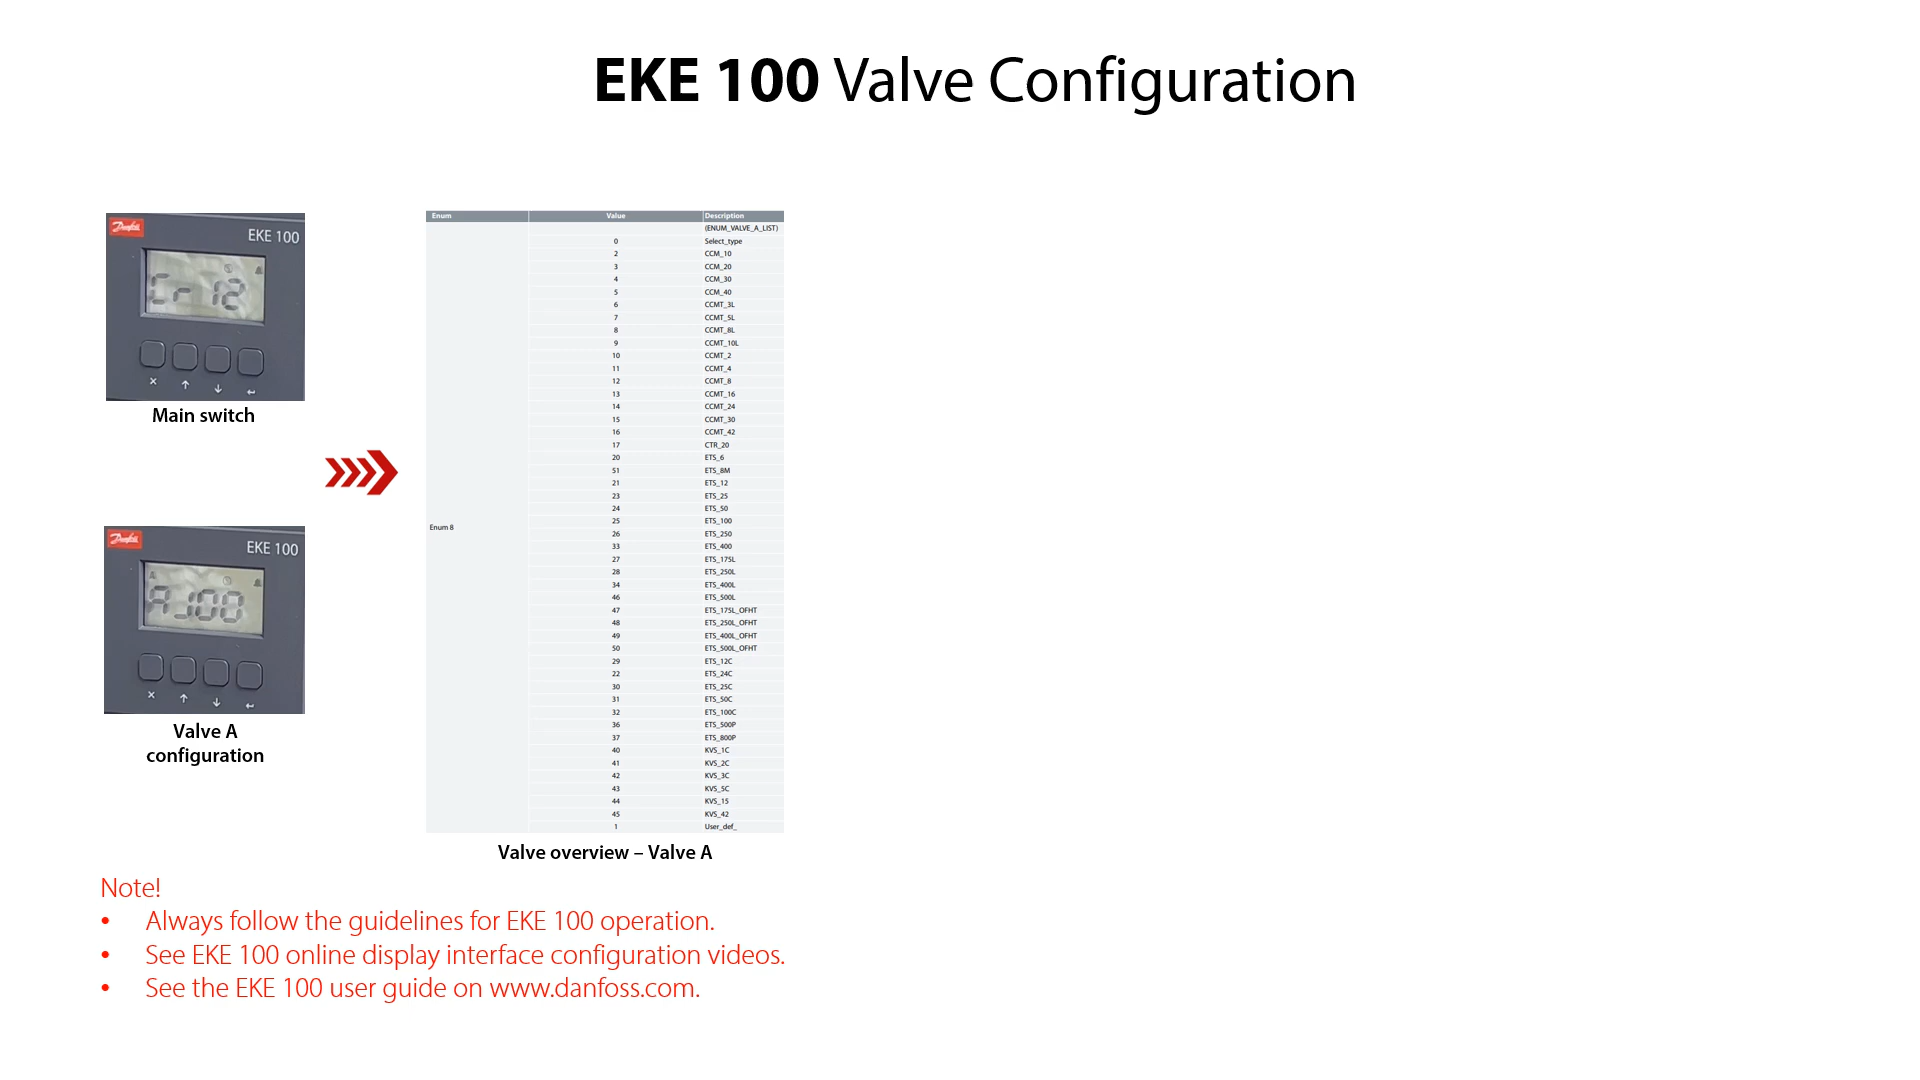 EKE 100 Valve Configuration
Danfoss
EKE 100
Main switch
Danfoss
EKE 100
Valve A
configuration
Enum Value Description
(ENUM_VALVE_A_LIST)
0 Select_type
2 CCM_10
3 CCM_20
4 CCM_30
5 CCM_40
6 CCMT_3L
7 CCMT_5L
8 CCMT_8L
9 CCMT_10L
10 CCMT_2
11 CCMT_4
12 CCMT_8
13 CCMT_16
14 CCMT_24
15 CCMT_30
16 CCMT_42
17 CTR_20
20 ETS_6
51 ETS_8M
21 ETS_12
23 ETS_25
24 ETS_50
25 ETS_100
Enum 8
26 ETS_250
33 ETS_400
27 ETS_175L
28 ETS_250L
34 ETS_400L
46 ETS_500L
47 ETS_175L_OFHT
48 ETS_250L_OFHT
49 ETS_400L_OFHT
50 ETS_500L_OFHT
29 ETS_12C
22 ETS_24C
30 ETS_25C
31 ETS_50C
32 ETS_100C
36 ETS_500P
37 ETS_800P
40 KVS_1C
41 KVS_2C
42 KVS_3C
43 KVS_5C
44 KVS_15
45 KVS_42
1 User_def_
Valve overview – Valve A
Note!
• Always follow the guidelines for EKE 100 operation.
• See EKE 100 online display interface configuration videos.
• See the EKE 100 user guide on www.danfoss.com.